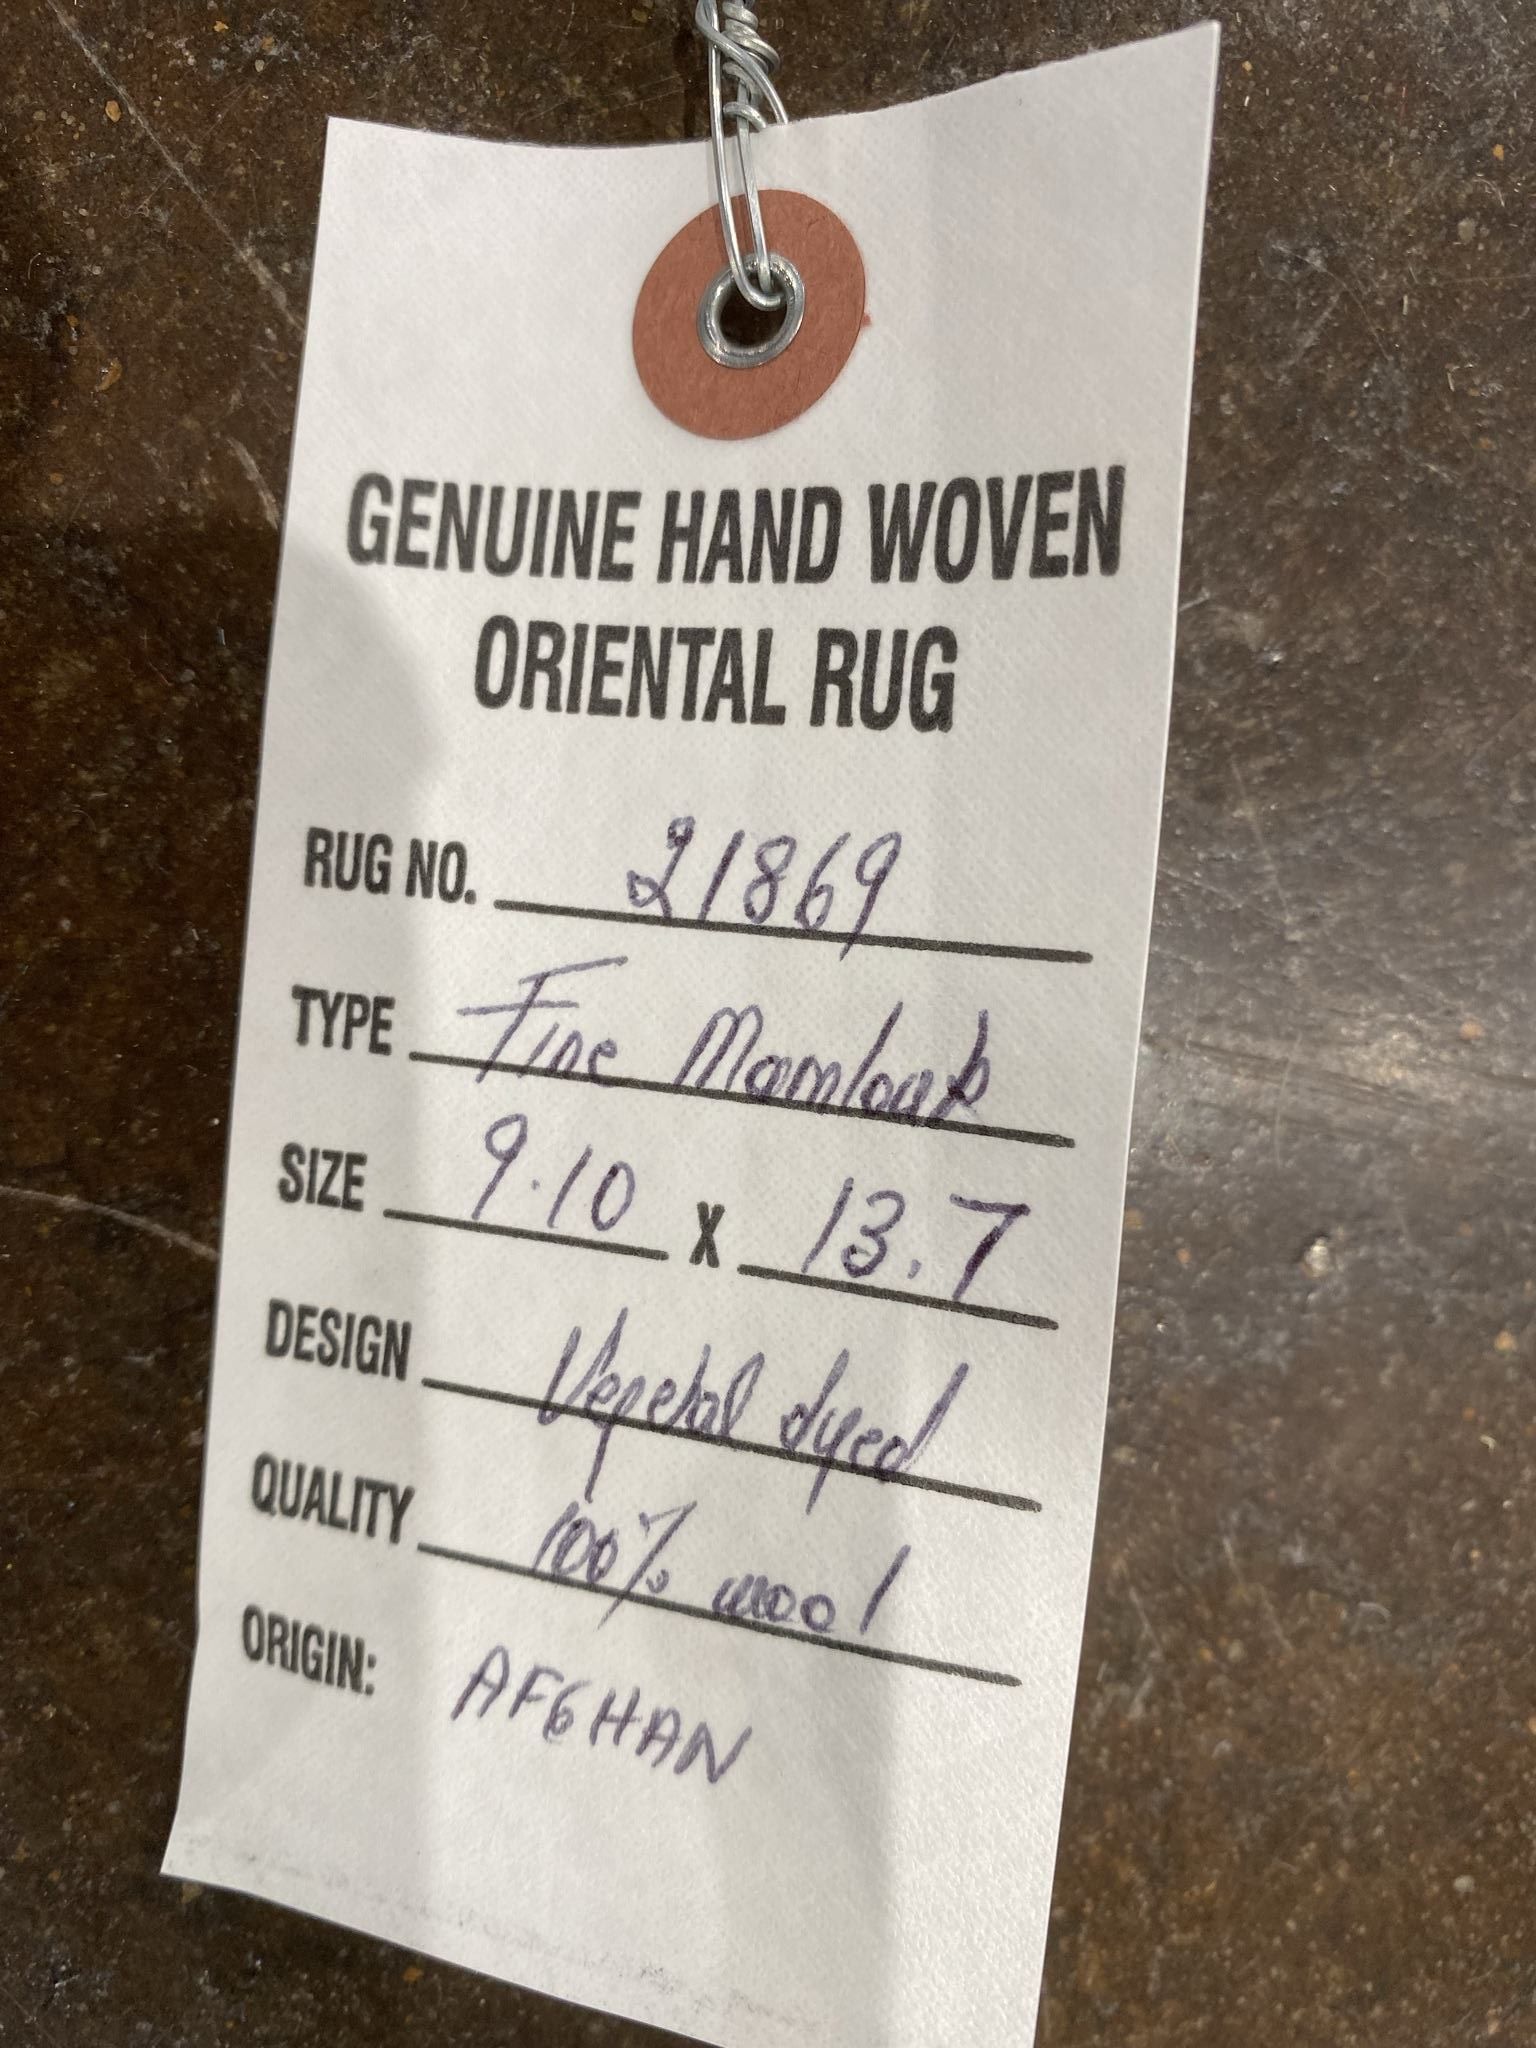 GENUINE HAND WOVEN
ORIENTAL RUG
RUG NO. 21869
TYPE Fine Mamlouk
SIZE 9.10 X 13.7
DESIGN Vegetal dyed
QUALITY 100% wool
ORIGIN: AFGHAN